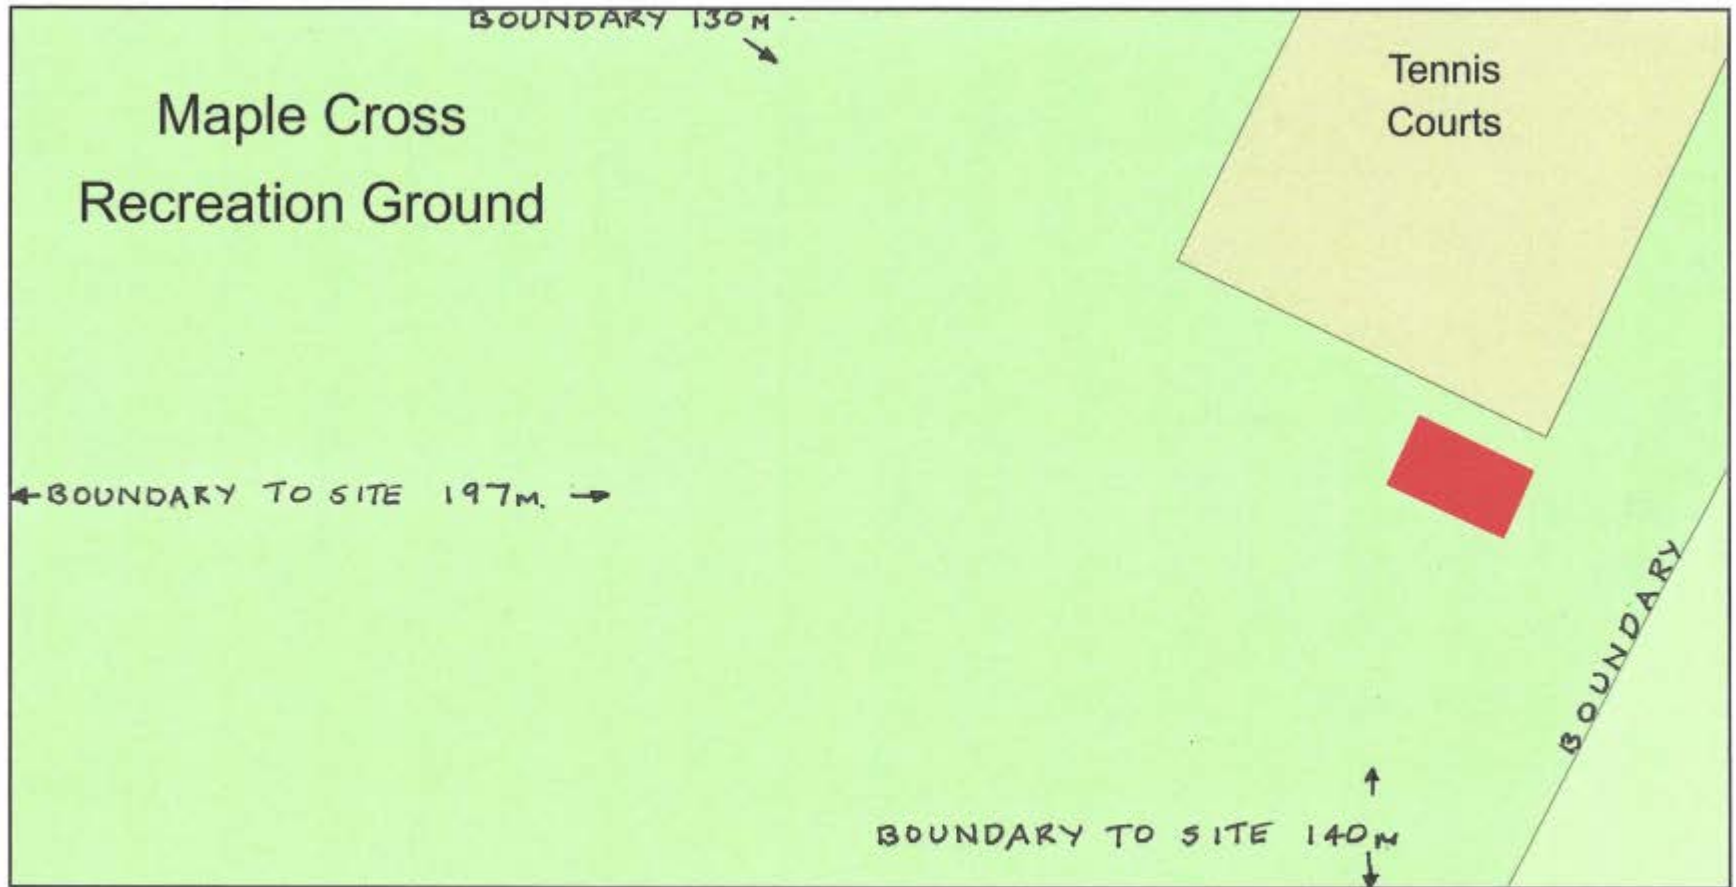 BOUNDARY 130M.
Maple Cross
Recreation Ground
Tennis
Courts
BOUNDARY TO SITE 197M.
BOUNDARY
BOUNDARY TO SITE 140M